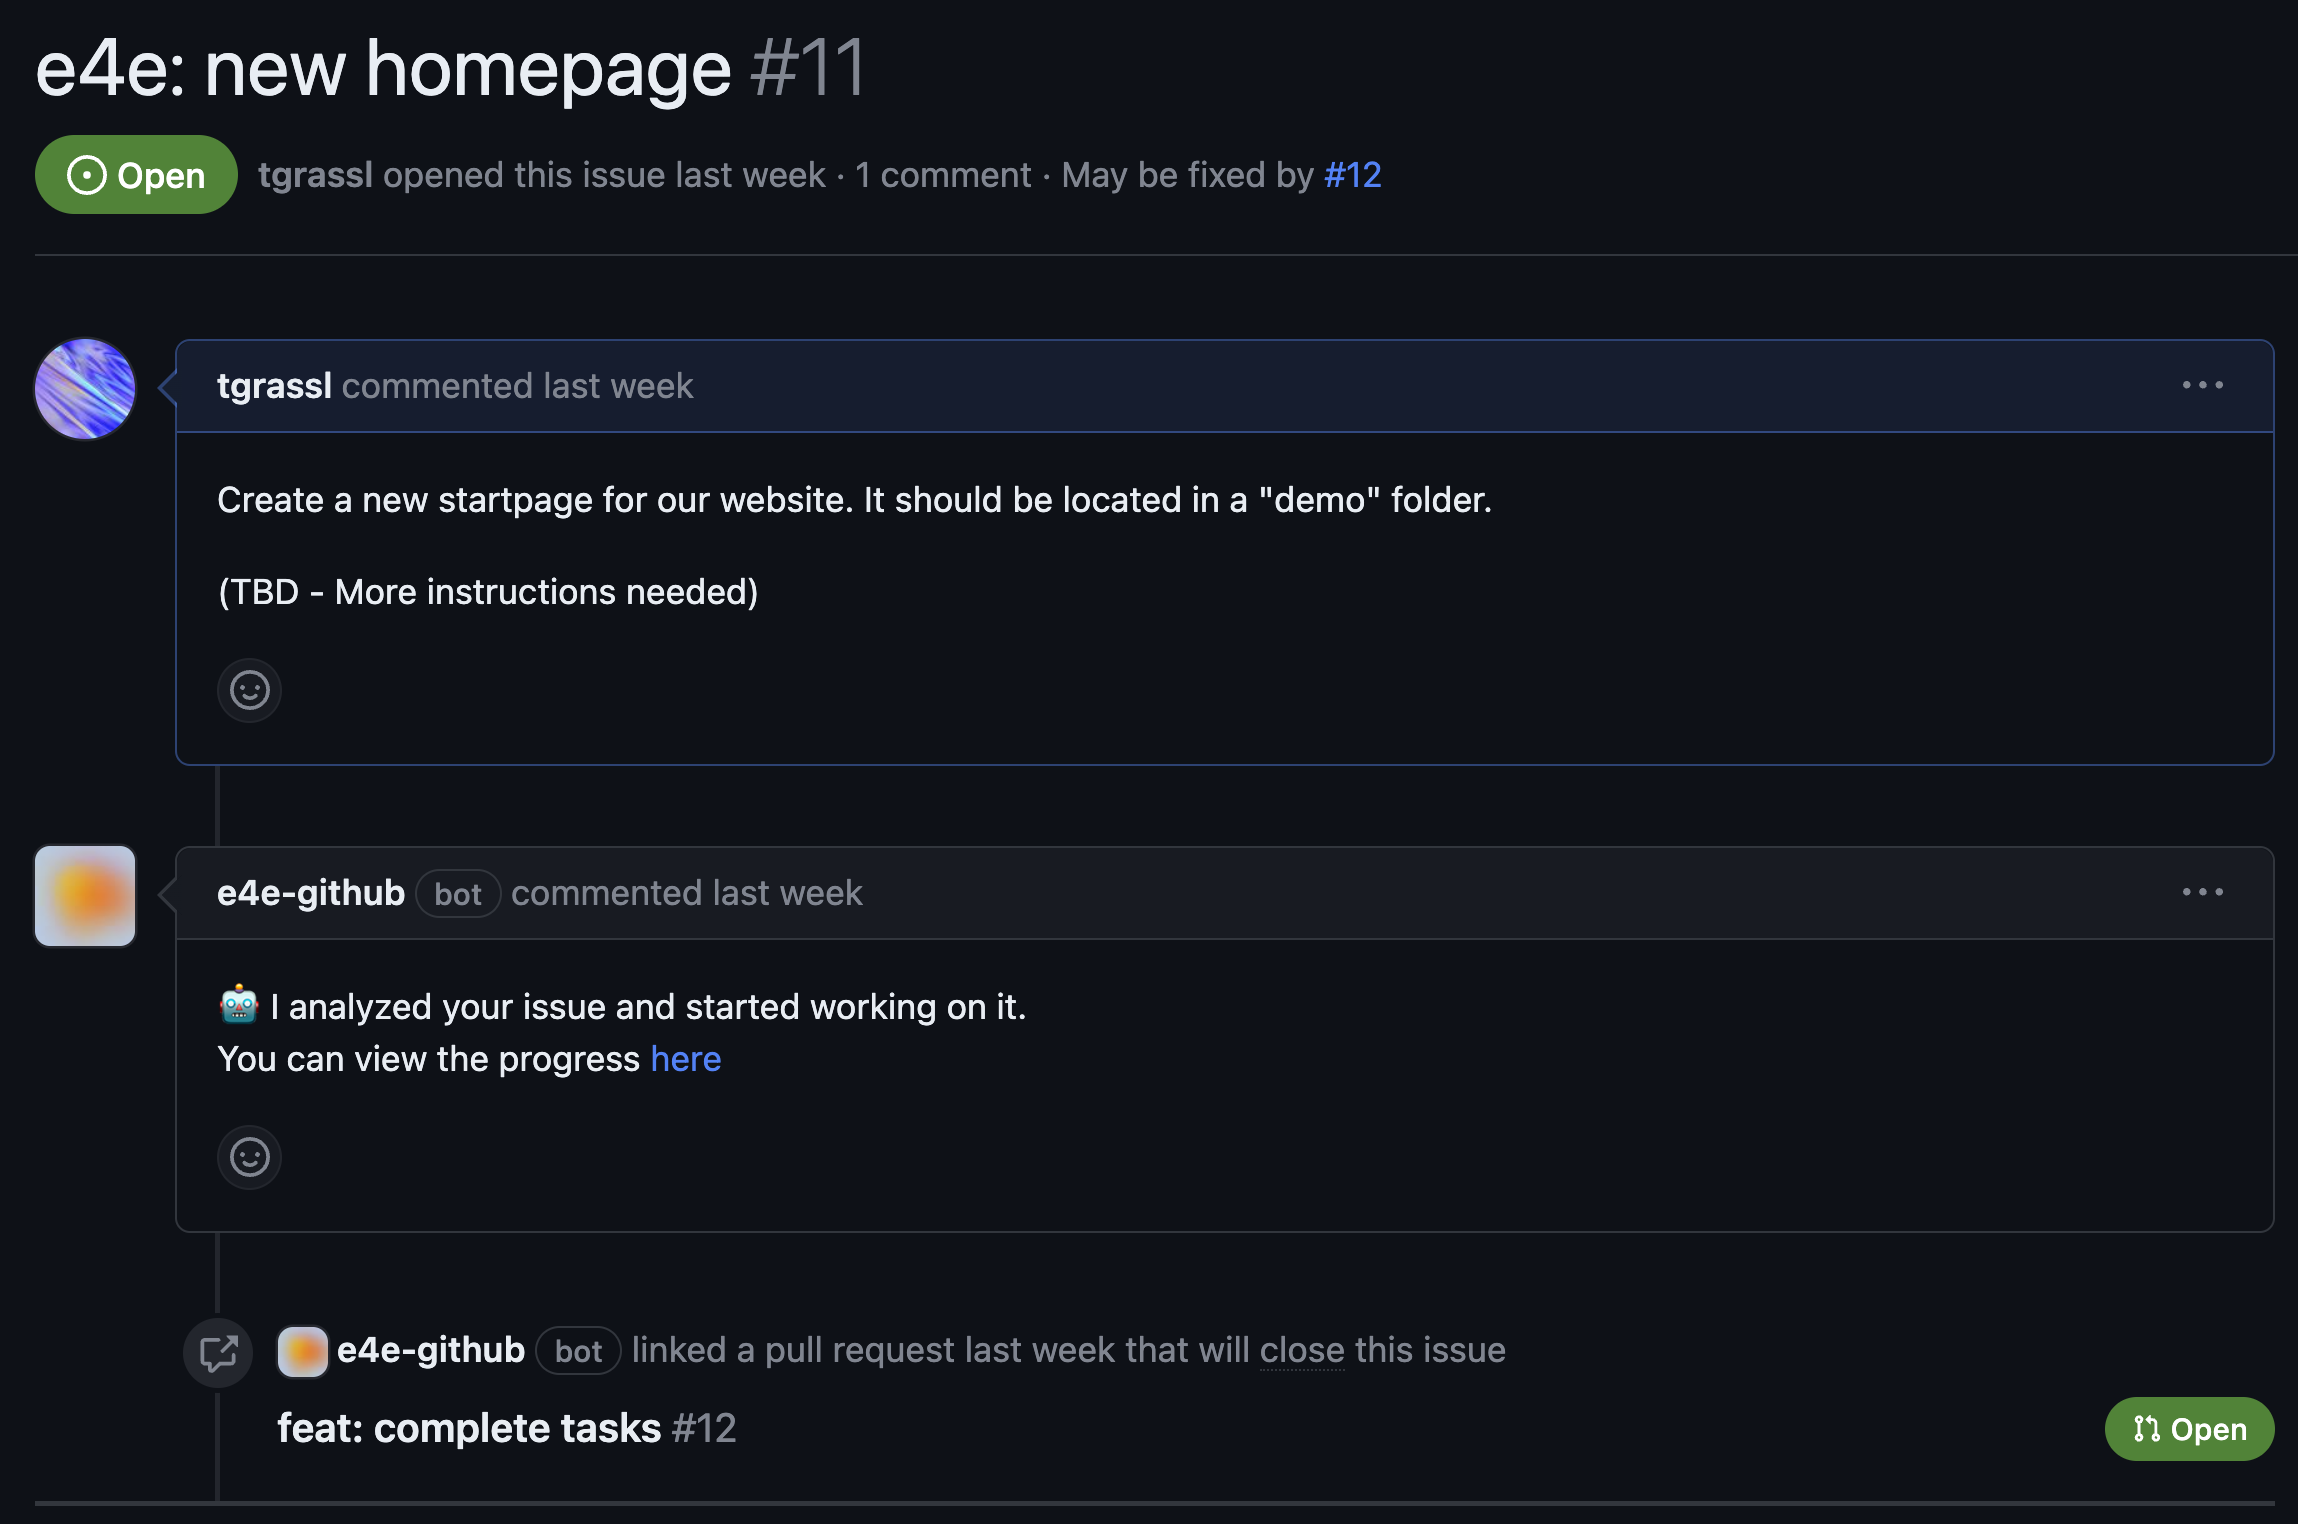 e4e: new homepage #11
Open tgrassl opened this issue last week · 1 comment · May be fixed by #12
tgrassl commented last week
Create a new startpage for our website. It should be located in a "demo" folder.
(TBD - More instructions needed)
e4e-github bot commented last week
🤖 I analyzed your issue and started working on it.
You can view the progress here
e4e-github bot linked a pull request last week that will close this issue
feat: complete tasks #12 Open